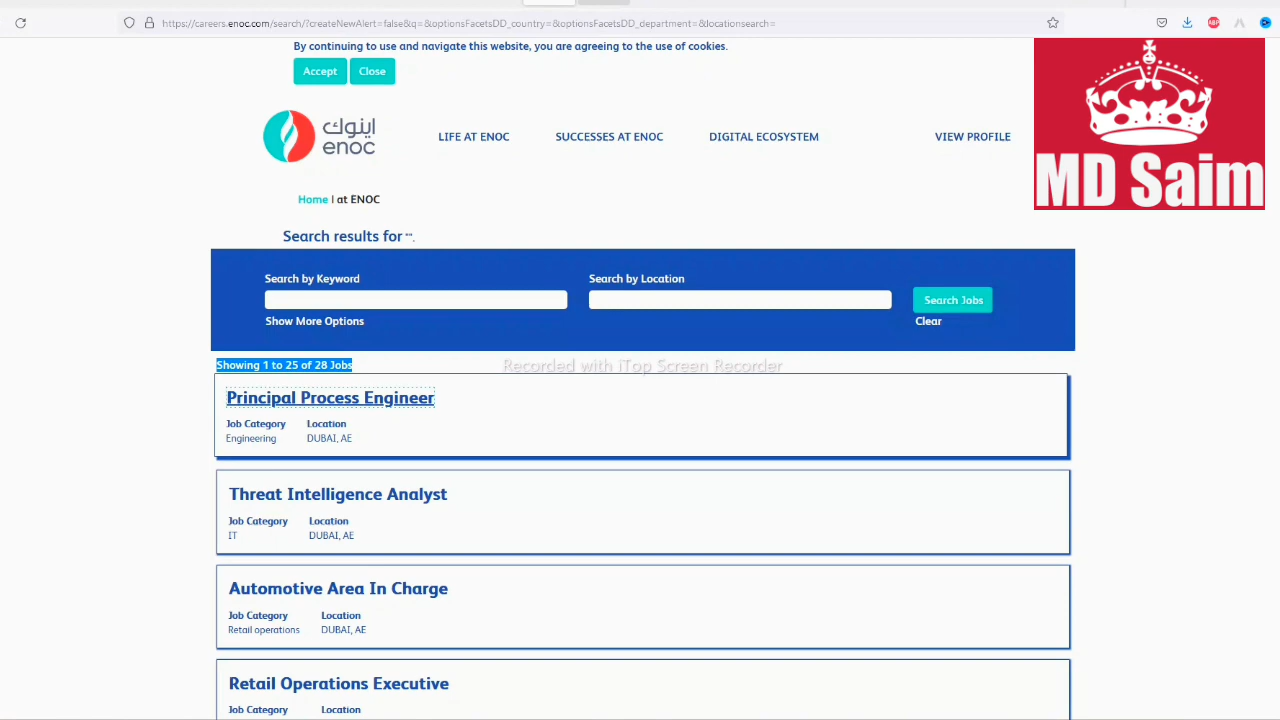 https://careers.enoc.com/search/?createNewAlert=false&q=&optionsFacetsDD_country=&optionsFacetsDD_department=&locationsearch=
ABP
By continuing to use and navigate this website, you are agreeing to the use of cookies.
Accept Close
اينوك
enoc
LIFE AT ENOC SUCCESSES AT ENOC DIGITAL ECOSYSTEM VIEW PROFILE
MD Saim
Home | at ENOC
Search results for "".
Search by Keyword Search by Location
Search Jobs
Show More Options Clear
Showing 1 to 25 of 28 Jobs
Recorded with iTop Screen Recorder
Principal Process Engineer
Job Category Location
Engineering DUBAI, AE
Threat Intelligence Analyst
Job Category Location
IT DUBAI, AE
Automotive Area In Charge
Job Category Location
Retail operations DUBAI, AE
Retail Operations Executive
Job Category Location